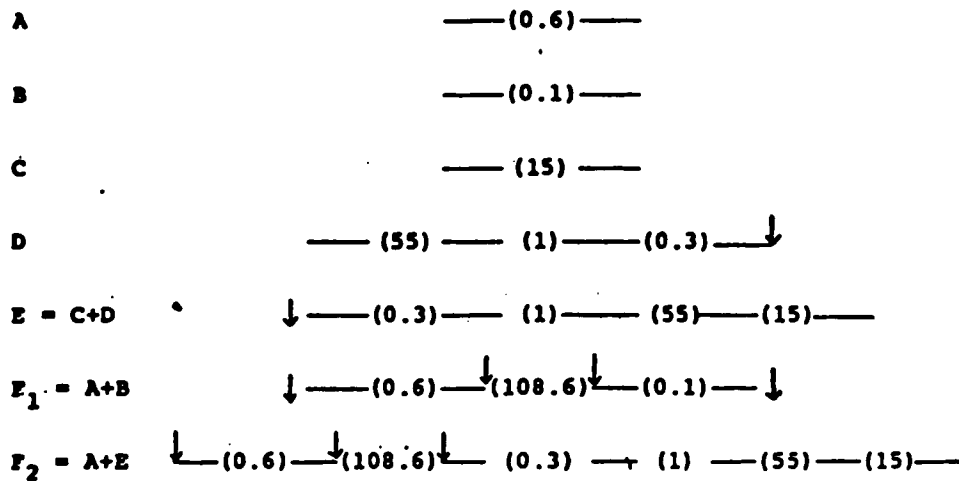 A ——(0.6)——
B ——(0.1)——
C —— (15) ——
D —— (55) —— (1)——(0.3)——↓
E = C+D ↓——(0.3)—— (1)—— (55)——(15)——
F₁ = A+B ↓——(0.6)——↓(108.6)↓——(0.1)——↓
F₂ = A+E ↓——(0.6)——↓(108.6)↓—— (0.3) —— (1) ——(55)——(15)——